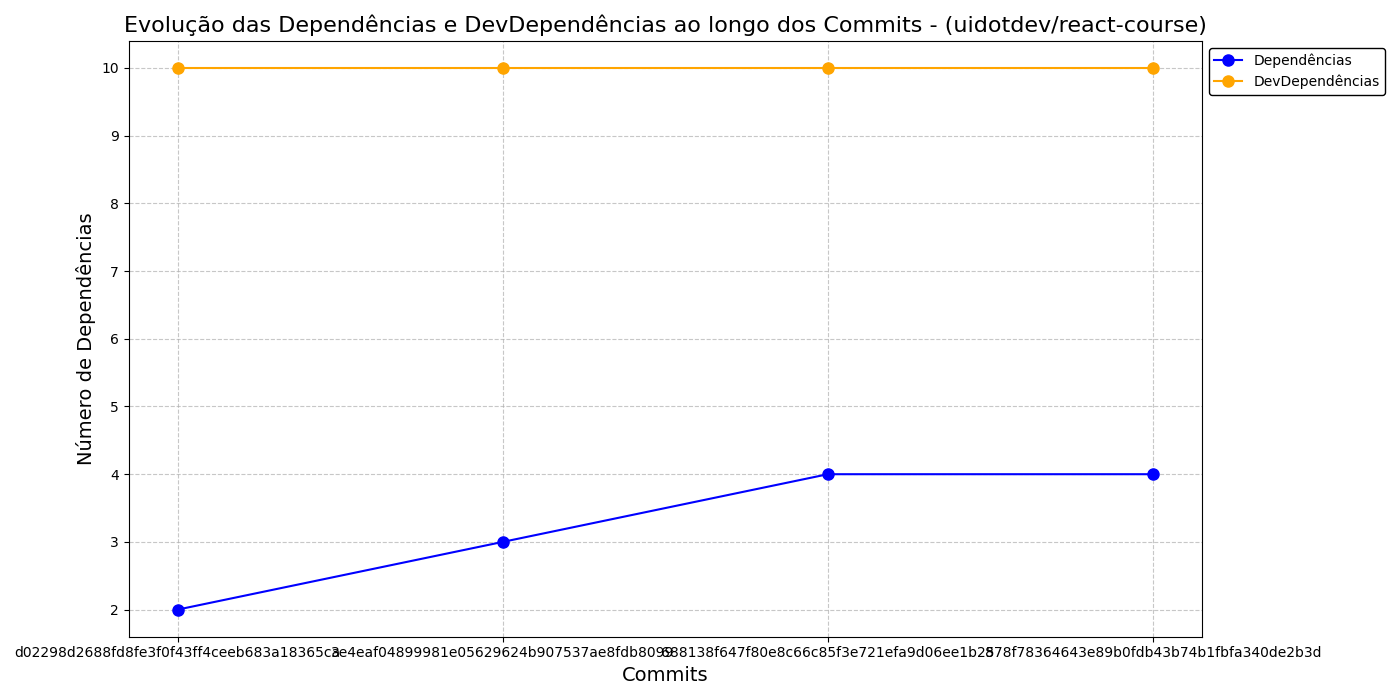 Evolução das Dependências e DevDependências ao longo dos Commits - (uidotdev/react-course)
Dependências
DevDependências
Número de Dependências
10
9
8
7
6
5
4
3
2
Commits